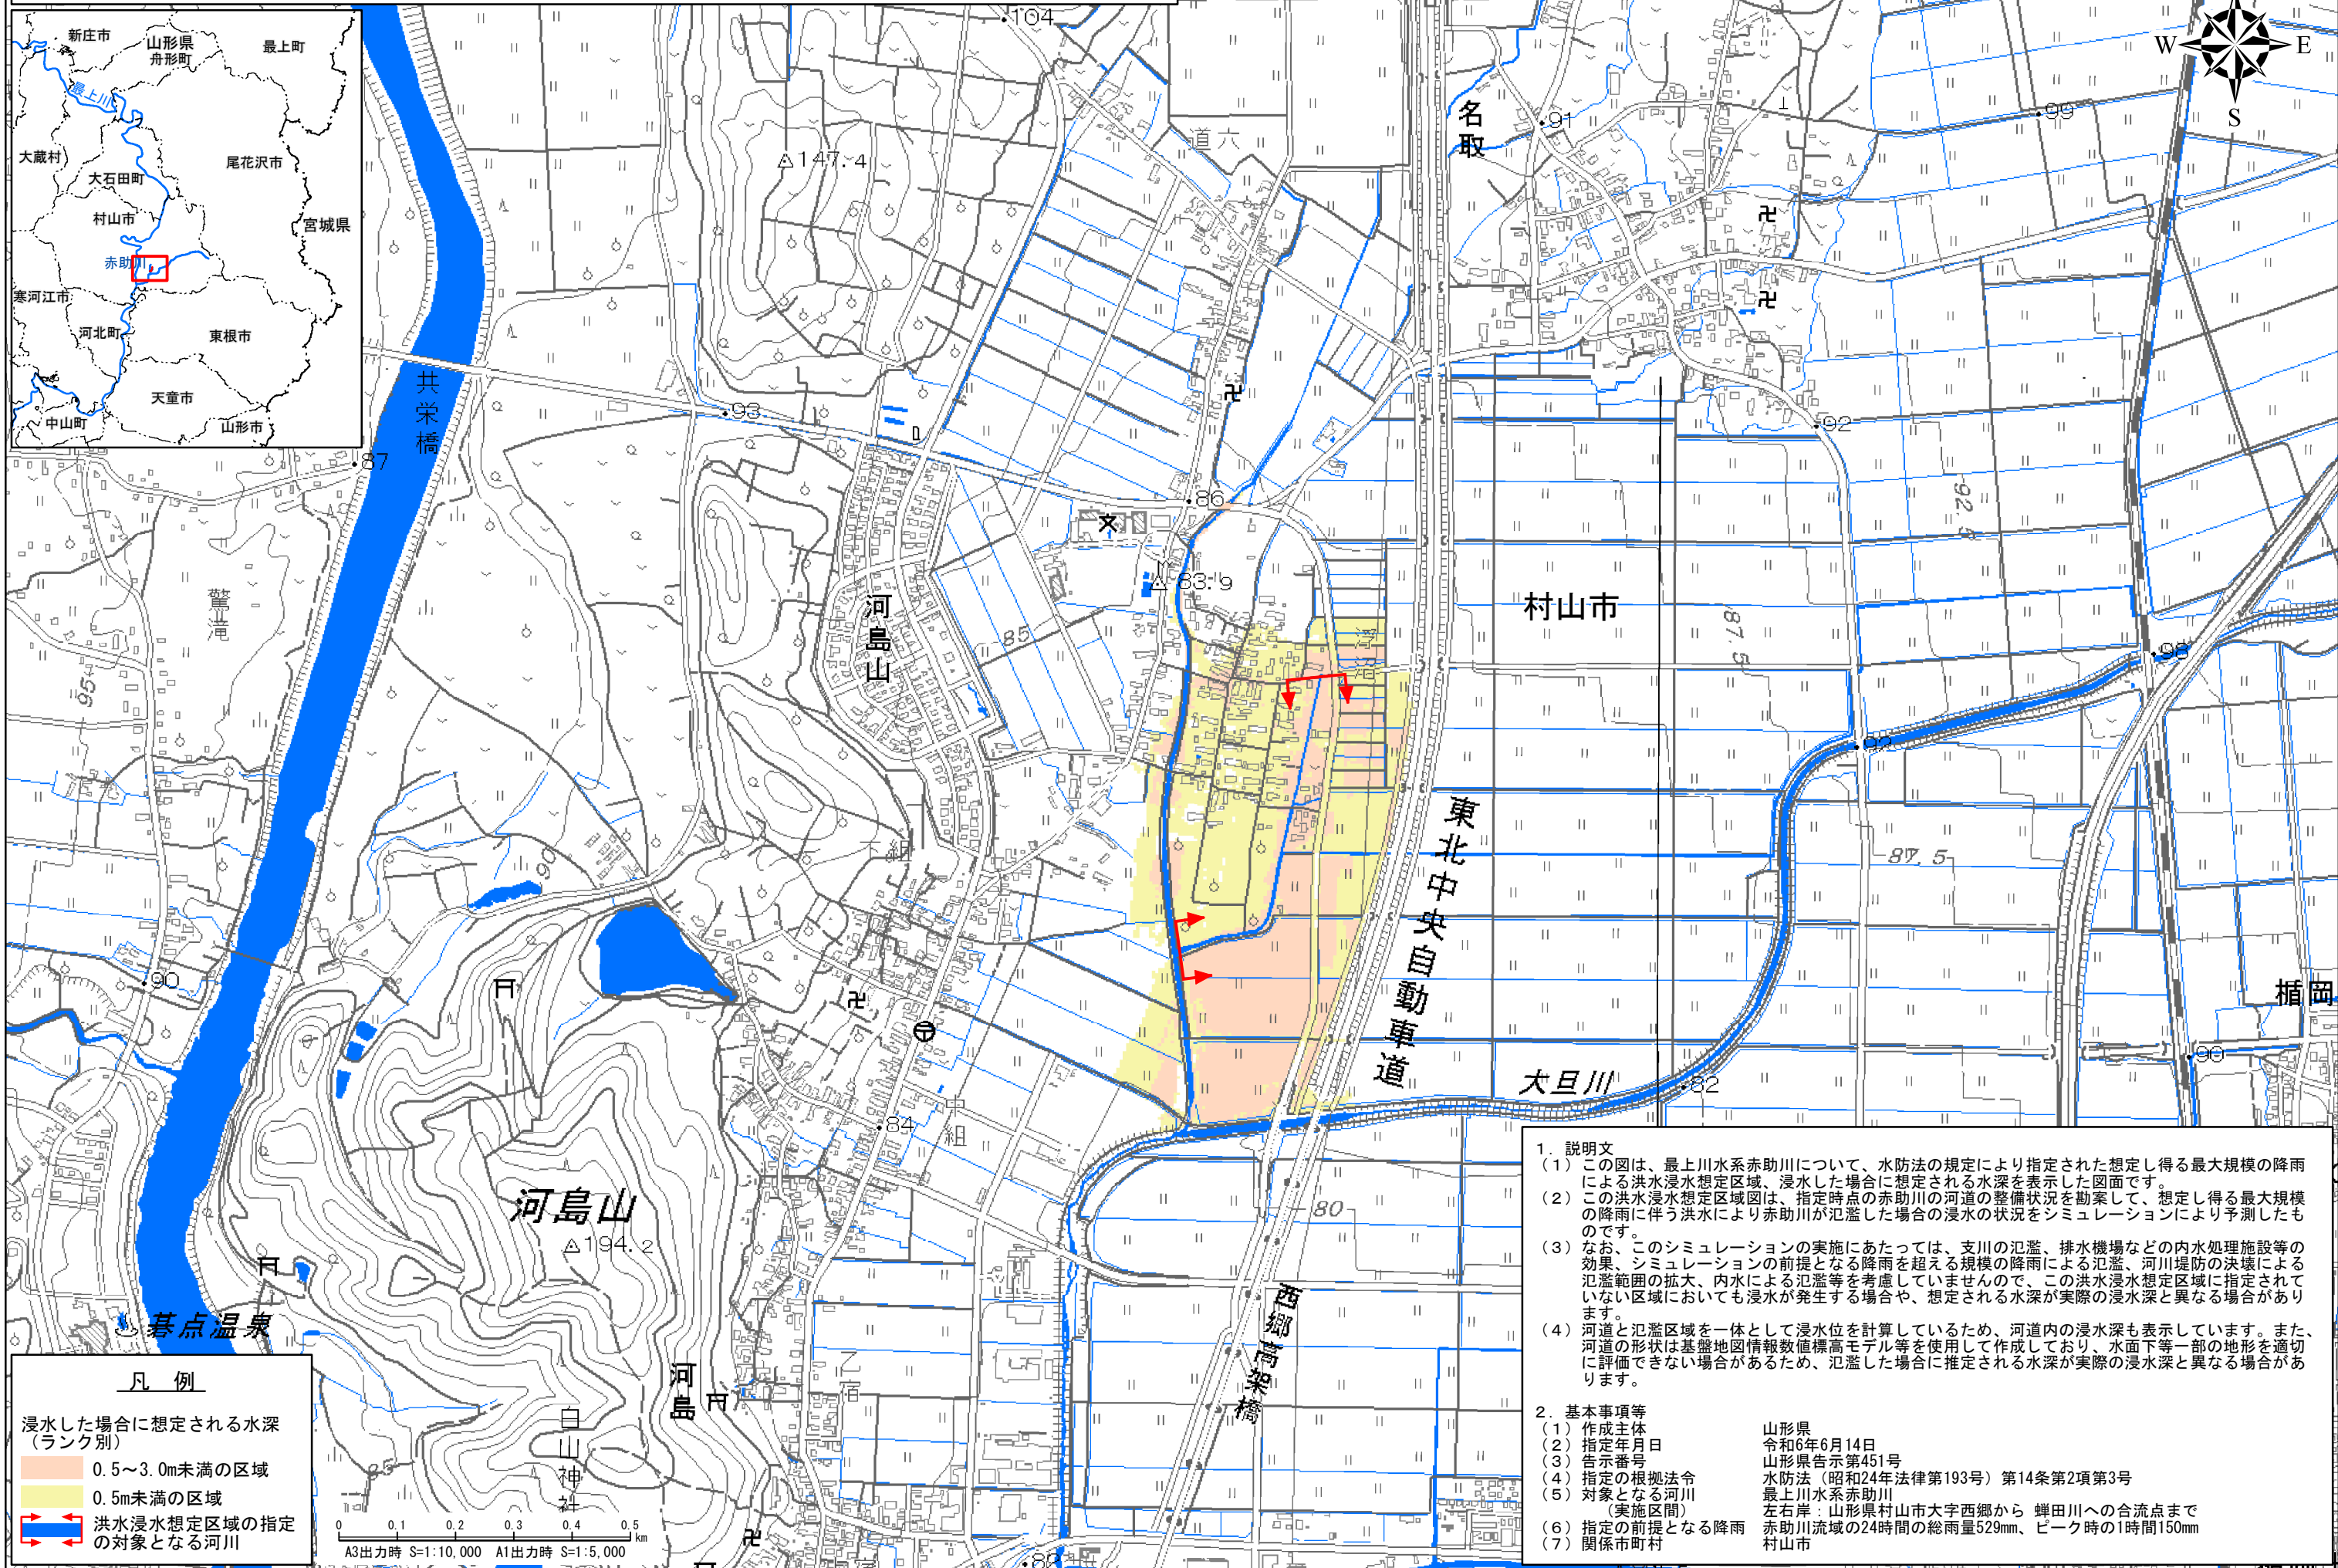 新庄市
山形県
舟形町
最上町
最上川
大蔵村
大石田町
尾花沢市
村山市
宮城県
赤助川
寒河江市
河北町
東根市
天童市
中山町
山形市
W
E
S
104
147.4
六道
名取
91
99
共栄橋
93
87
86
92
92.5
83.9
驚滝
河島山
85
浮沼
村山市
87.5
98
95
92
下組
90
東北中央自動車道
87.5
90
楯岡
90
大旦川
82
84
中組
河島山
194.2
80
碁点温泉
西郷高架橋
河島
乙宿
白山神社
凡 例
浸水した場合に想定される水深
(ランク別)
0.5~3.0m未満の区域
0.5m未満の区域
洪水浸水想定区域の指定
の対象となる河川
0 0.1 0.2 0.3 0.4 0.5
km
A3出力時 S=1:10,000 A1出力時 S=1:5,000
1.説明文
(1)この図は、最上川水系赤助川について、水防法の規定により指定された想定し得る最大規模の降雨
による洪水浸水想定区域、浸水した場合に想定される水深を表示した図面です。
(2)この洪水浸水想定区域図は、指定時点の赤助川の河道の整備状況を勘案して、想定し得る最大規模
の降雨に伴う洪水により赤助川が氾濫した場合の浸水の状況をシミュレーションにより予測したも
のです。
(3)なお、このシミュレーションの実施にあたっては、支川の氾濫、排水機場などの内水処理施設等の
効果、シミュレーションの前提となる降雨を超える規模の降雨による氾濫、河川堤防の決壊による
氾濫範囲の拡大、内水による氾濫等を考慮していませんので、この洪水浸水想定区域に指定されて
いない区域においても浸水が発生する場合や、想定される水深が実際の浸水深と異なる場合があり
ます。
(4)河道と氾濫区域を一体として浸水位を計算しているため、河道内の浸水深も表示しています。また、
河道の形状は基盤地図情報数値標高モデル等を使用して作成しており、水面下等一部の地形を適切
に評価できない場合があるため、氾濫した場合に推定される水深が実際の浸水深と異なる場合があ
ります。
2.基本事項等
(1)作成主体 山形県
(2)指定年月日 令和6年6月14日
(3)告示番号 山形県告示第451号
(4)指定の根拠法令 水防法(昭和24年法律第193号)第14条第2項第3号
(5)対象となる河川 最上川水系赤助川
(実施区間) 左右岸:山形県村山市大字西郷から 蝉田川への合流点まで
(6)指定の前提となる降雨 赤助川流域の24時間の総雨量529mm、ピーク時の1時間150mm
(7)関係市町村 村山市